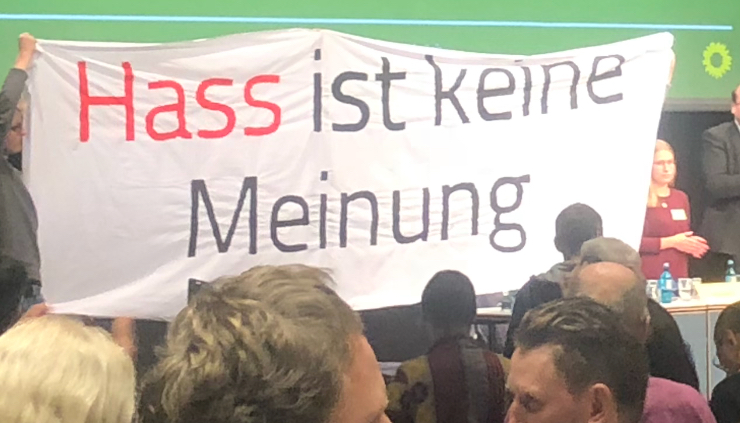 Hass ist keine
Meinung